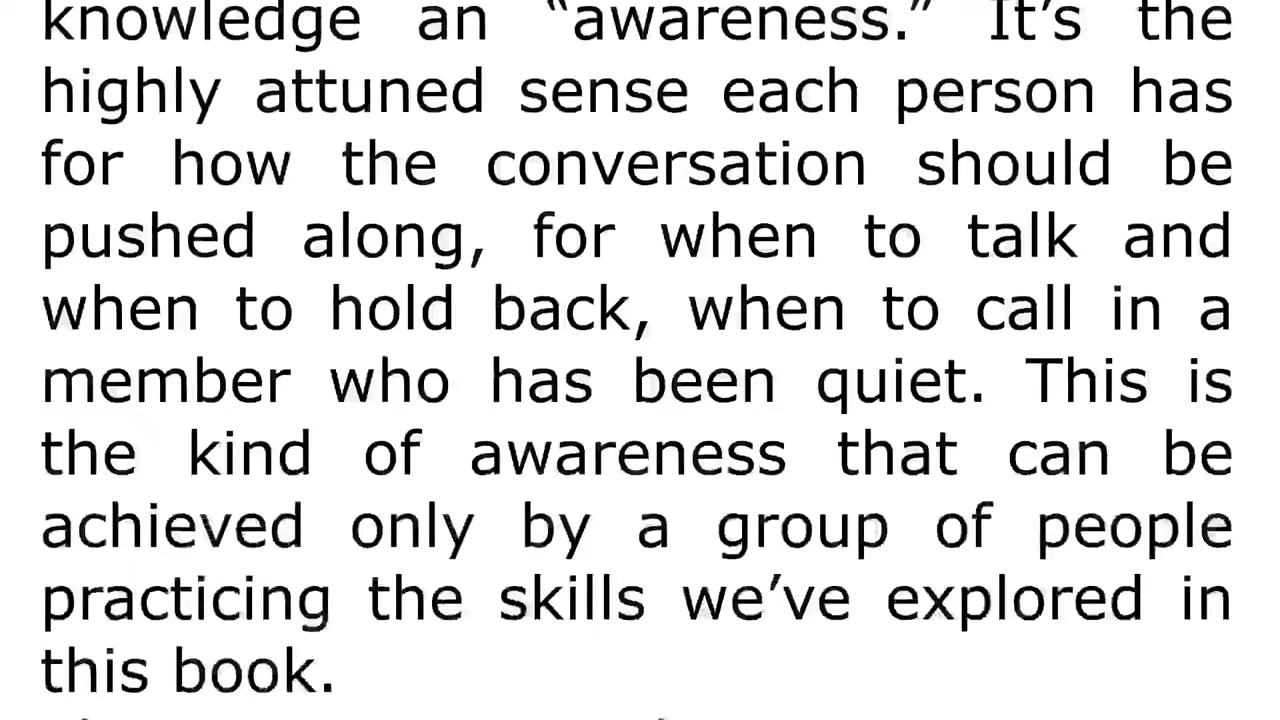 knowledge an “awareness.” It’s the
highly attuned sense each person has
for how the conversation should be
pushed along, for when to talk and
when to hold back, when to call in a
member who has been quiet. This is
the kind of awareness that can be
achieved only by a group of people
practicing the skills we’ve explored in
this book.